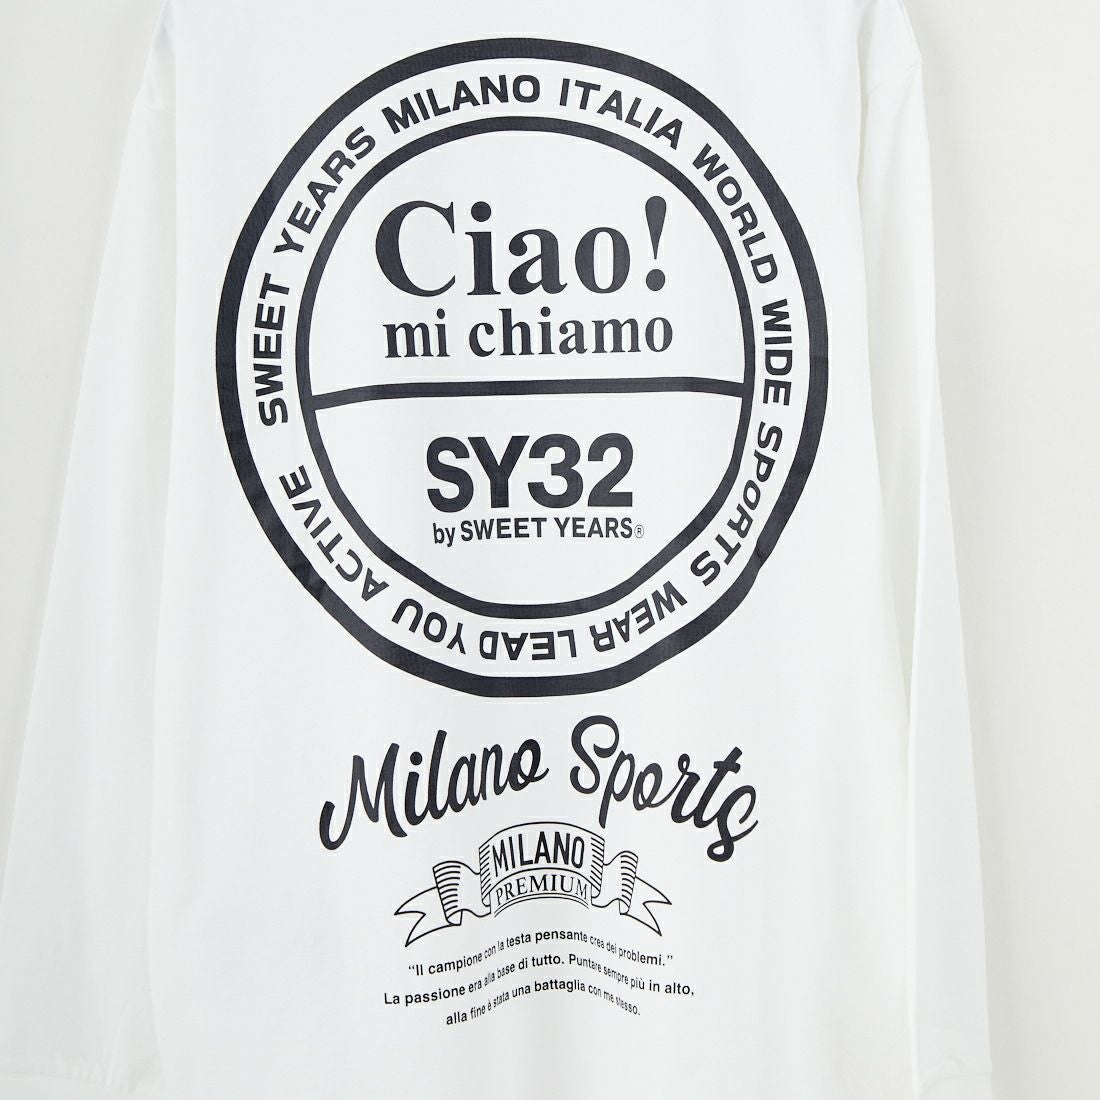 SWEET YEARS MILANO ITALIA WORLD WIDE SPORTS WEAR LEAD YOU ACTIVE
Ciao!
mi chiamo
SY32
by SWEET YEARS®
Milano Sports
MILANO
PREMIUM
“Il campione con la testa pensante crea dei problemi.”
La passione era alla base di tutto. Puntare sempre più in alto,
alla fine è stata una battaglia con me stesso.